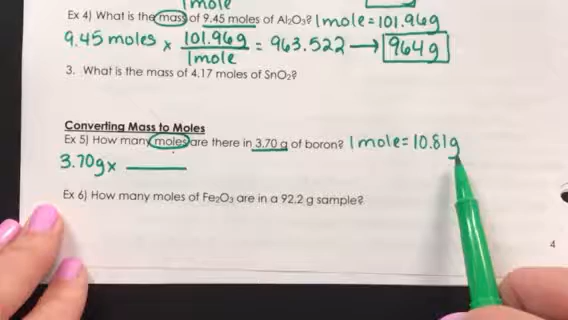 1mole
Ex 4) What is the mass of 9.45 moles of Al₂O₃? 1mole=101.96g
9.45 moles x 101.96g / 1mole = 963.522 → 964g
3. What is the mass of 4.17 moles of SnO₂?
Converting Mass to Moles
Ex 5) How many moles are there in 3.70 g of boron? 1mole=10.81g
3.70g x
Ex 6) How many moles of Fe₂O₃ are in a 92.2 g sample?
4